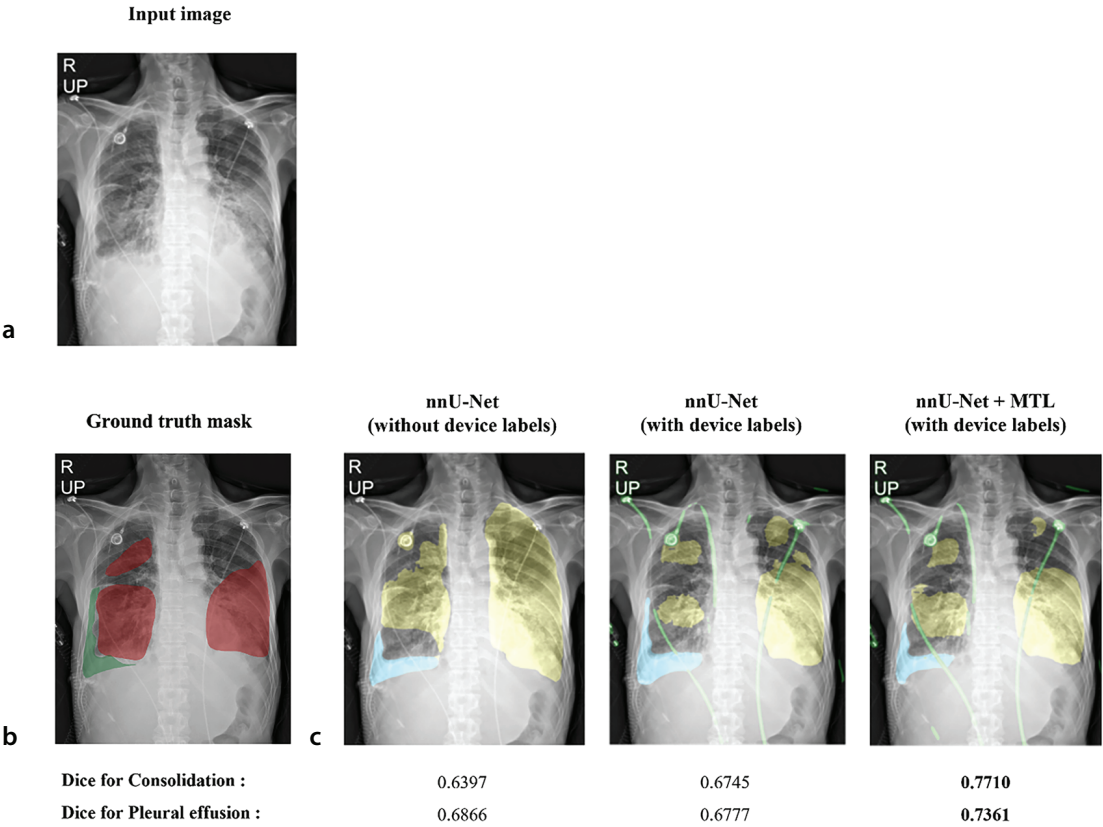 Input image
R
UP
a
Ground truth mask
nnU-Net
(without device labels)
nnU-Net
(with device labels)
nnU-Net + MTL
(with device labels)
R
UP
R
UP
R
UP
R
UP
b
c
Dice for Consolidation : 0.6397 0.6745 0.7710
Dice for Pleural effusion : 0.6866 0.6777 0.7361